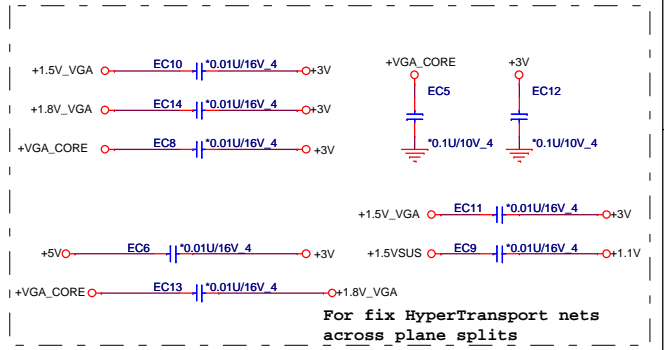 +1.5V_VGA EC10 *0.01U/16V_4 +3V
+1.8V_VGA EC14 *0.01U/16V_4 +3V
+VGA_CORE EC8 *0.01U/16V_4 +3V
+VGA_CORE +3V
EC5 EC12
*0.1U/10V_4 *0.1U/10V_4
+1.5V_VGA EC11 *0.01U/16V_4 +3V
+5V EC6 *0.01U/16V_4 +3V
+1.5VSUS EC9 *0.01U/16V_4 +1.1V
+VGA_CORE EC13 *0.01U/16V_4 +1.8V_VGA
For fix HyperTransport nets
across plane splits